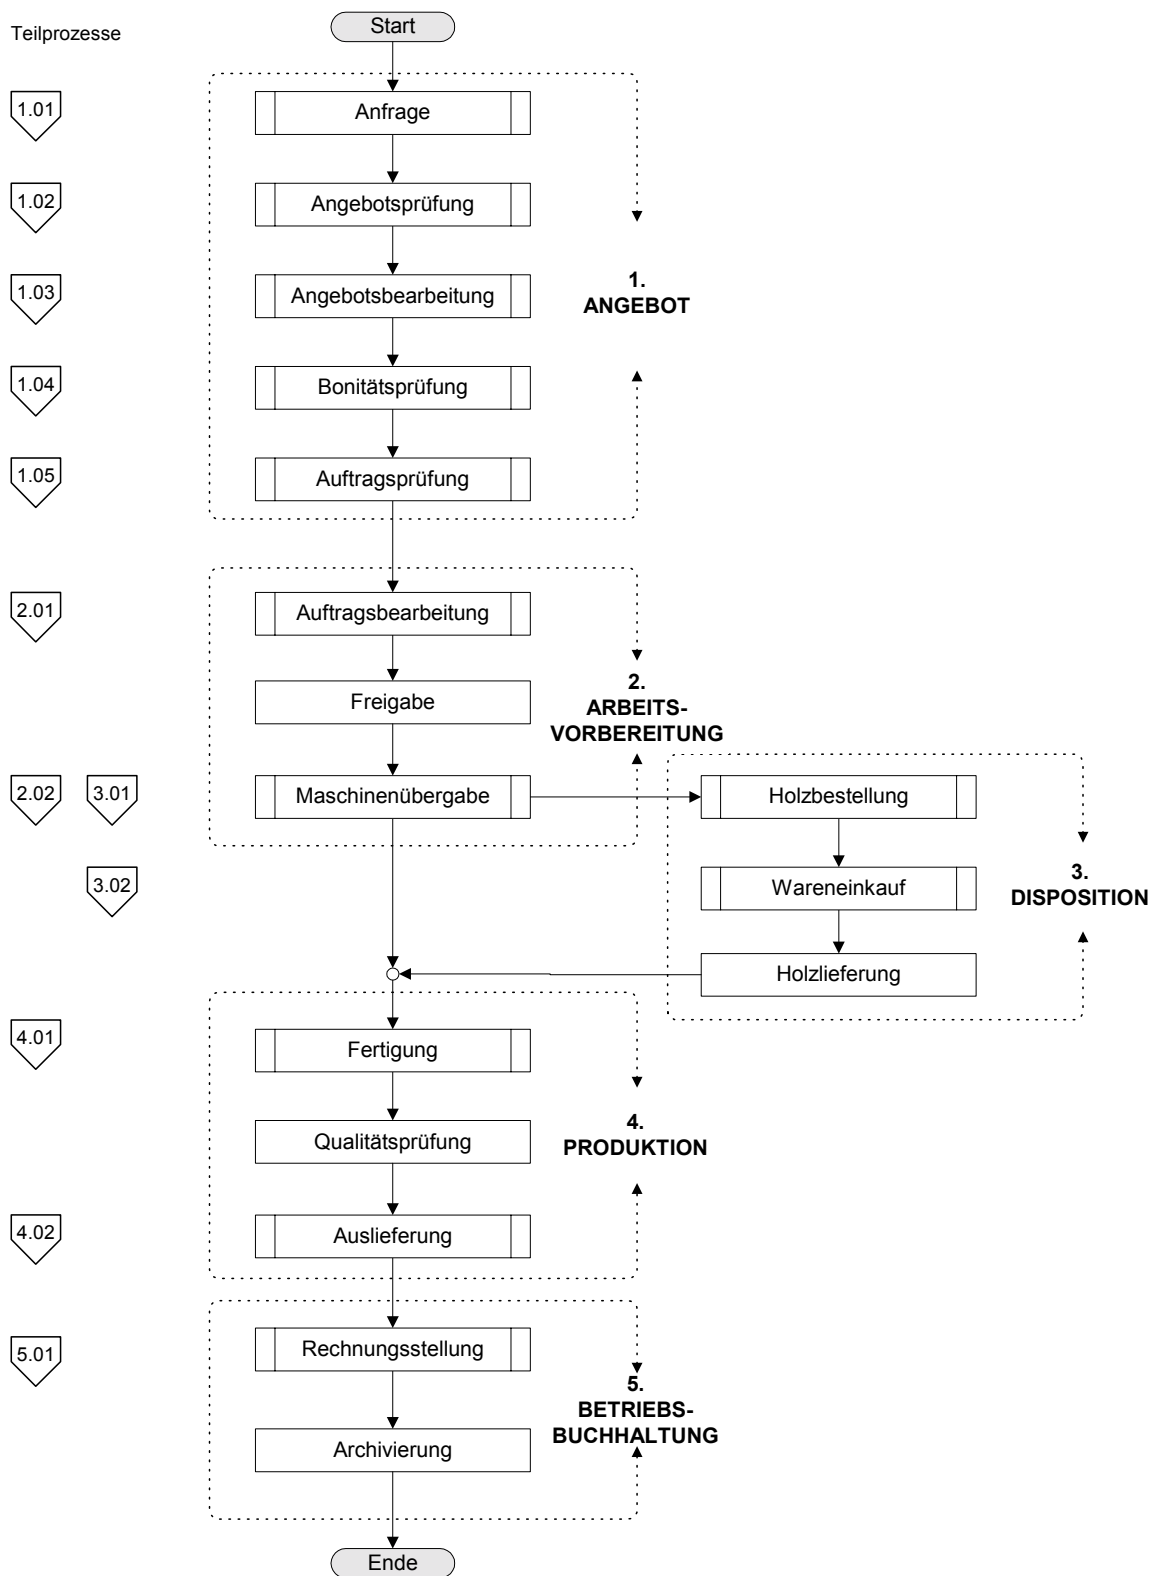 Start
Teilprozesse
1.01
Anfrage
1.02
Angebotsprüfung
1.03
Angebotsbearbeitung
1.
ANGEBOT
1.04
Bonitätsprüfung
1.05
Auftragsprüfung
2.01
Auftragsbearbeitung
Freigabe
2.
ARBEITS-
VORBEREITUNG
2.02
3.01
Maschinenübergabe
Holzbestellung
3.02
Wareneinkauf
3.
DISPOSITION
Holzlieferung
4.01
Fertigung
Qualitätsprüfung
4.
PRODUKTION
4.02
Auslieferung
5.01
Rechnungsstellung
5.
BETRIEBS-
BUCHHALTUNG
Archivierung
Ende